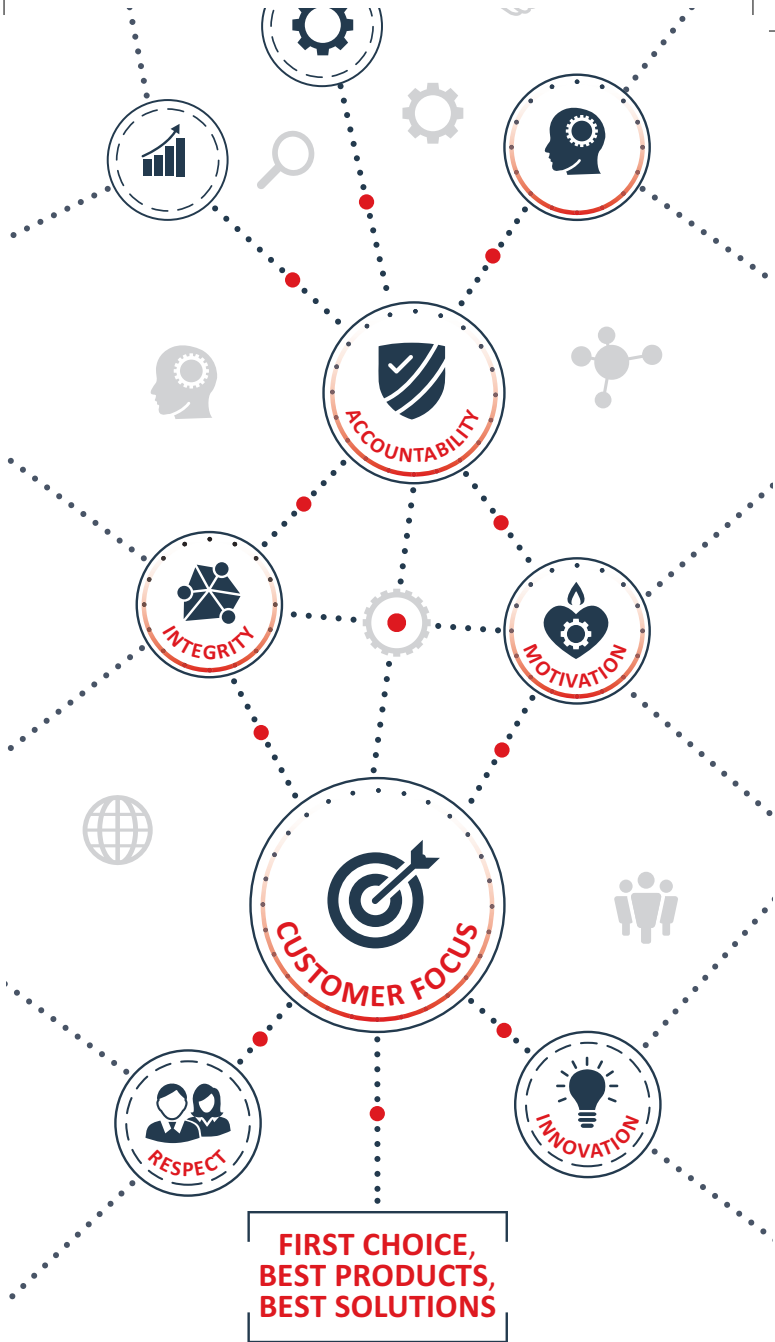 ACCOUNTABILITY
INTEGRITY
MOTIVATION
CUSTOMER FOCUS
RESPECT
INNOVATION
FIRST CHOICE,
BEST PRODUCTS,
BEST SOLUTIONS